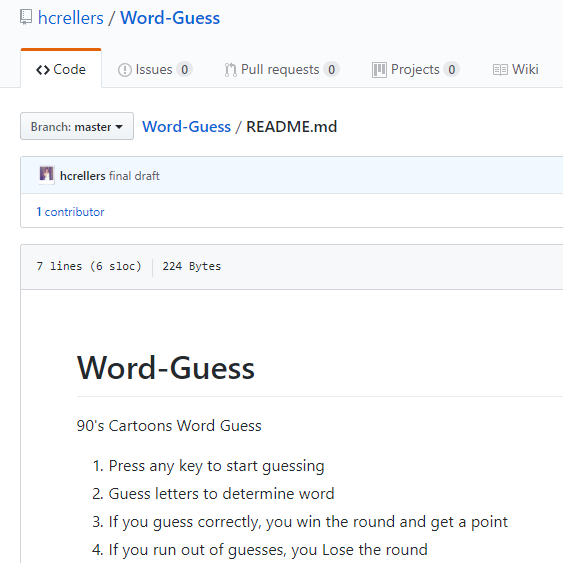 hcrellers / Word-Guess
Code Issues 0 Pull requests 0 Projects 0 Wiki
Branch: master Word-Guess / README.md
hcrellers final draft
1 contributor
7 lines (6 sloc) 224 Bytes
Word-Guess
90's Cartoons Word Guess
1. Press any key to start guessing
2. Guess letters to determine word
3. If you guess correctly, you win the round and get a point
4. If you run out of guesses, you Lose the round